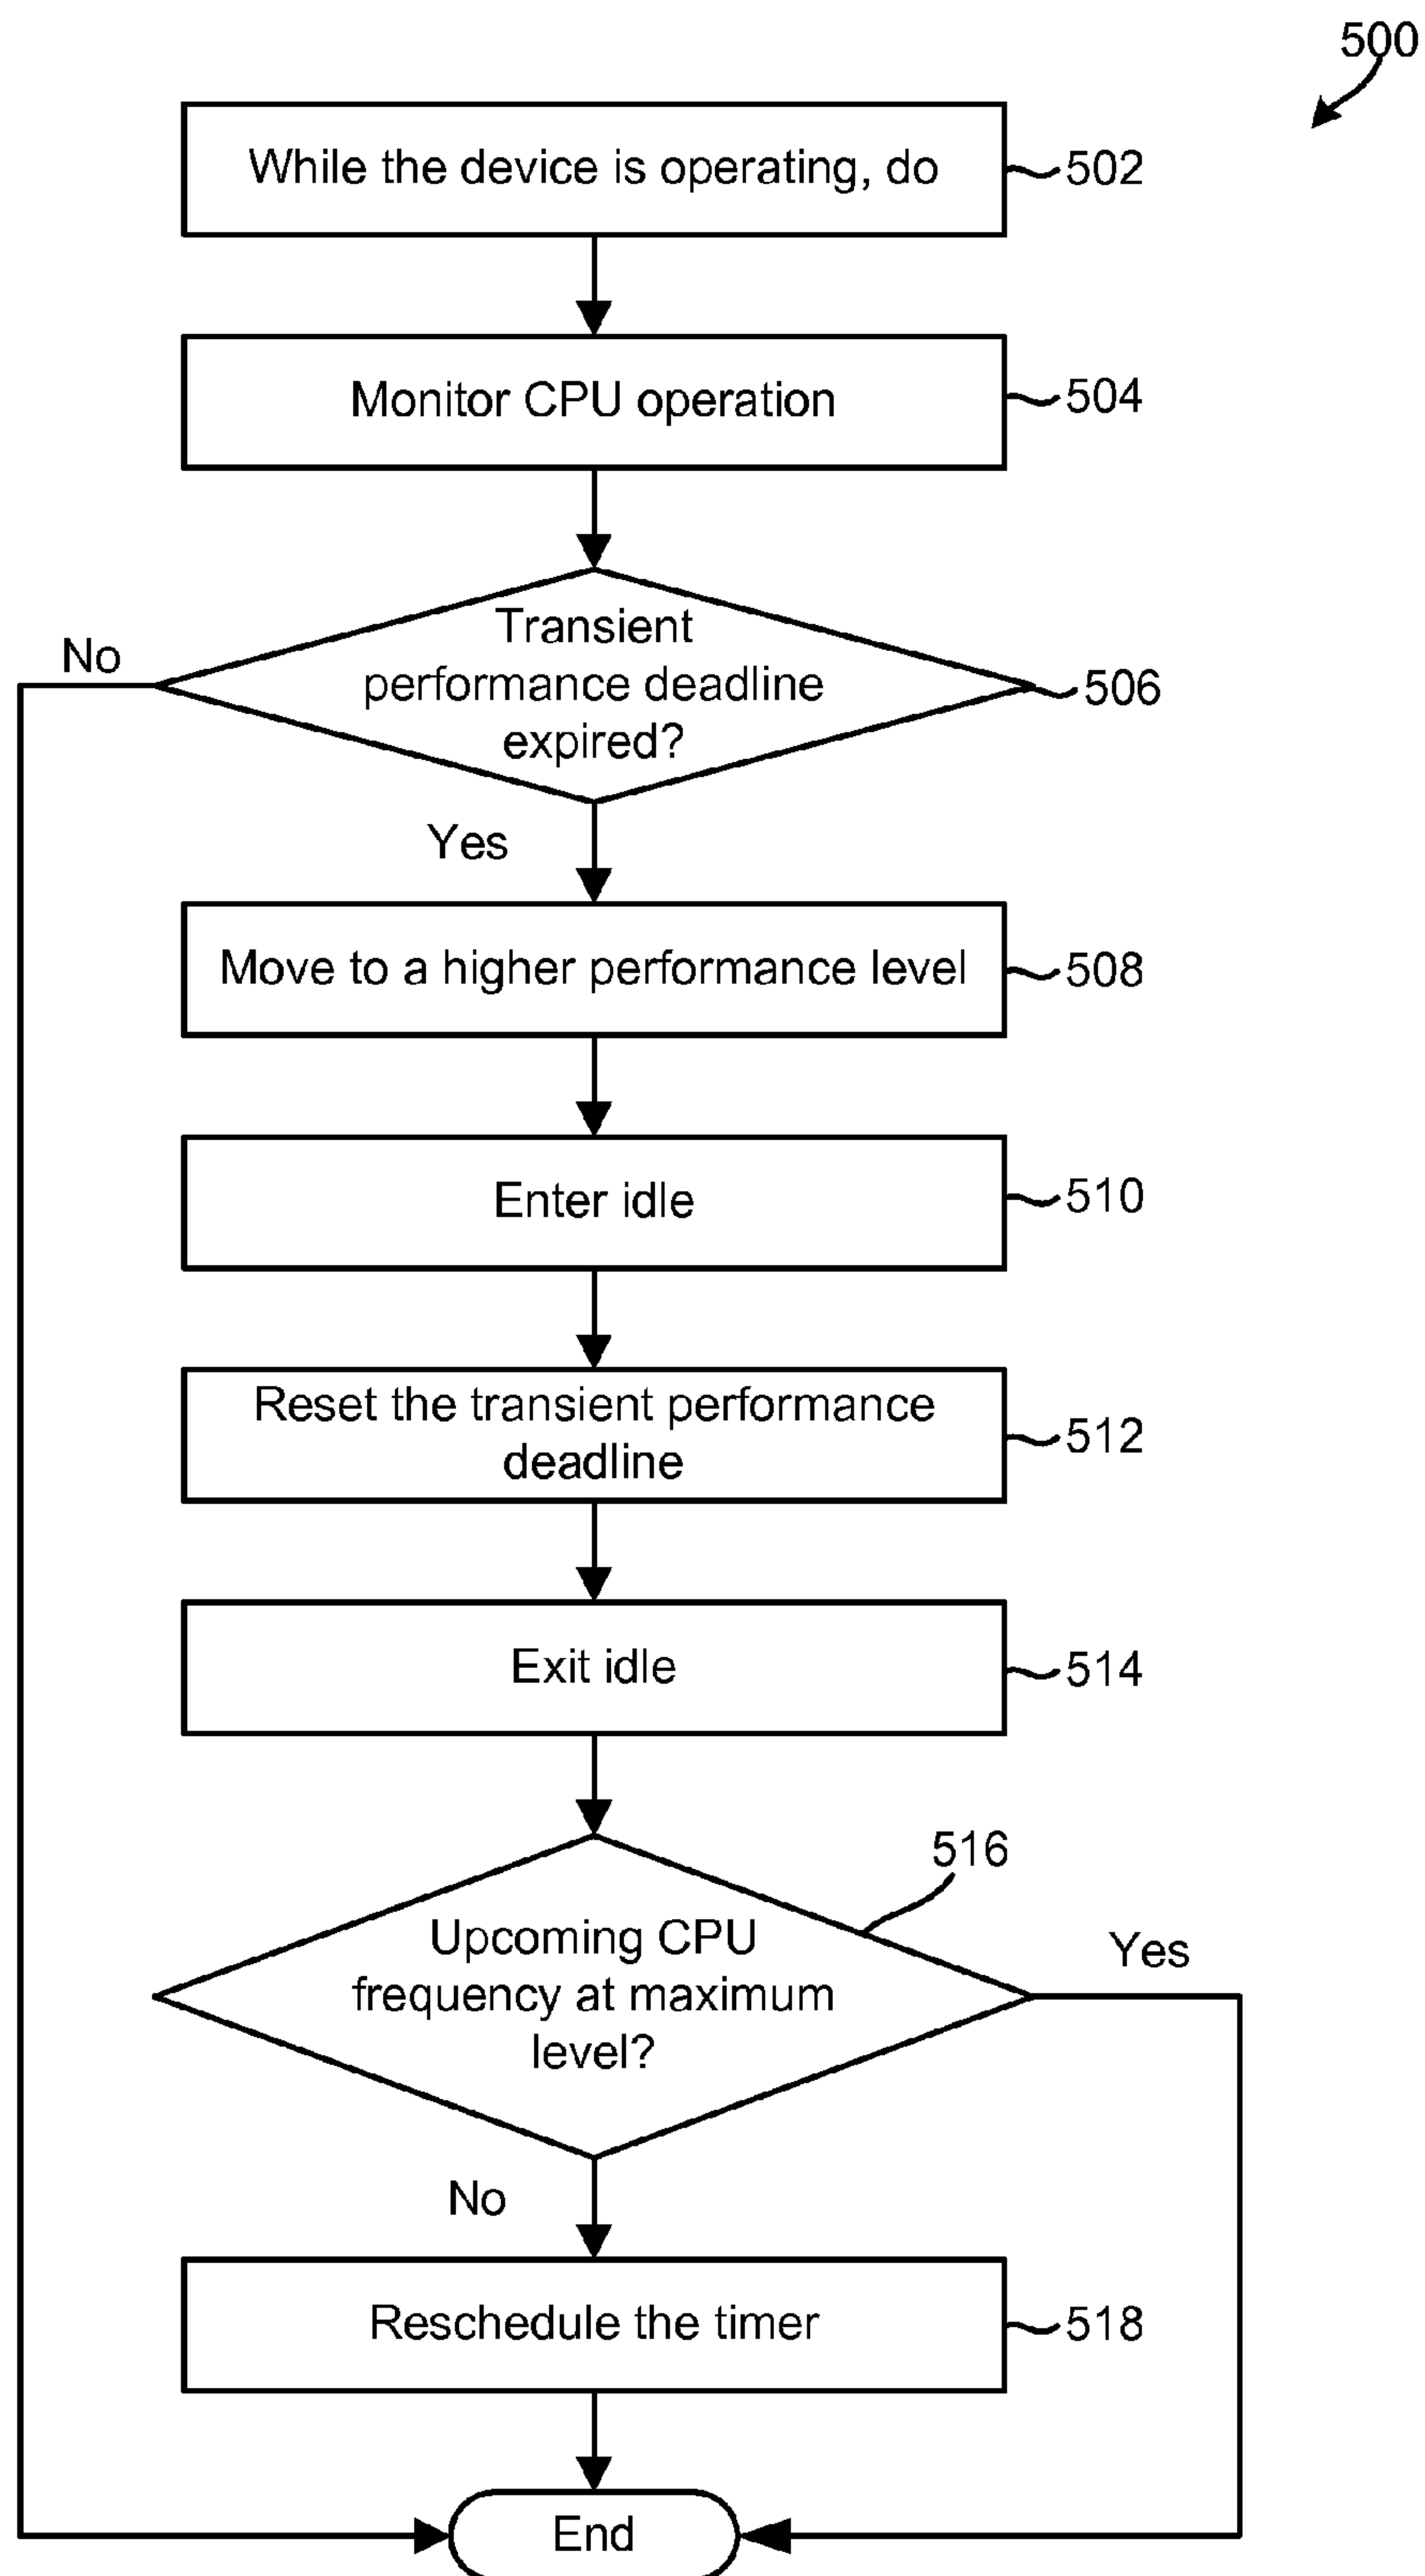 500
While the device is operating, do
502
Monitor CPU operation
504
Transient
performance deadline
expired?
No
506
Yes
Move to a higher performance level
508
Enter idle
510
Reset the transient performance
deadline
512
Exit idle
514
516
Upcoming CPU
frequency at maximum
level?
Yes
No
Reschedule the timer
518
End